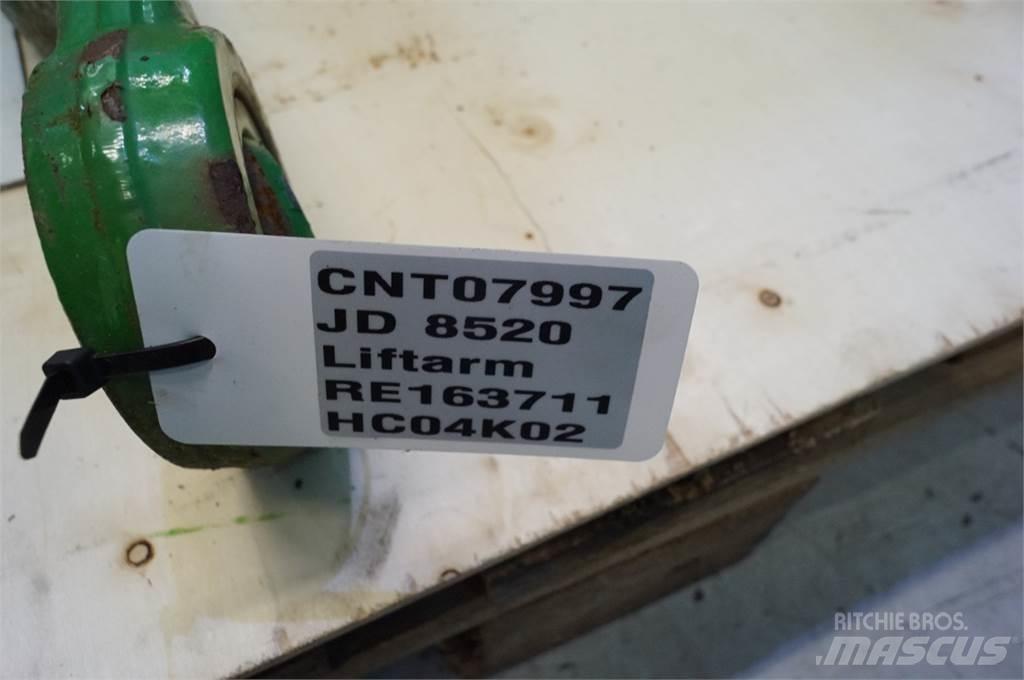 CNT07997
JD 8520
Liftarm
RE163711
HC04K02
RITCHIE BROS.
MASCUS